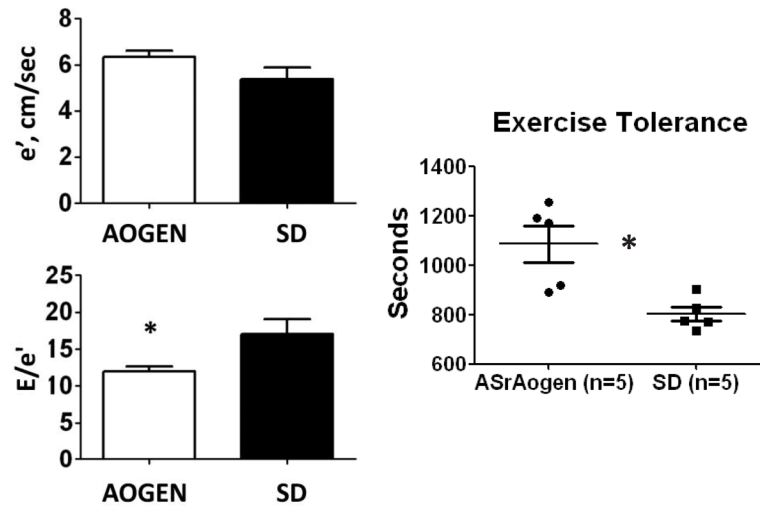 8
6
4
2
0
e', cm/sec
AOGEN SD
25
20
15
10
5
0
E/e'
*
AOGEN SD
Exercise Tolerance
1400
1200
1000
800
600
Seconds
*
ASrAogen (n=5) SD (n=5)